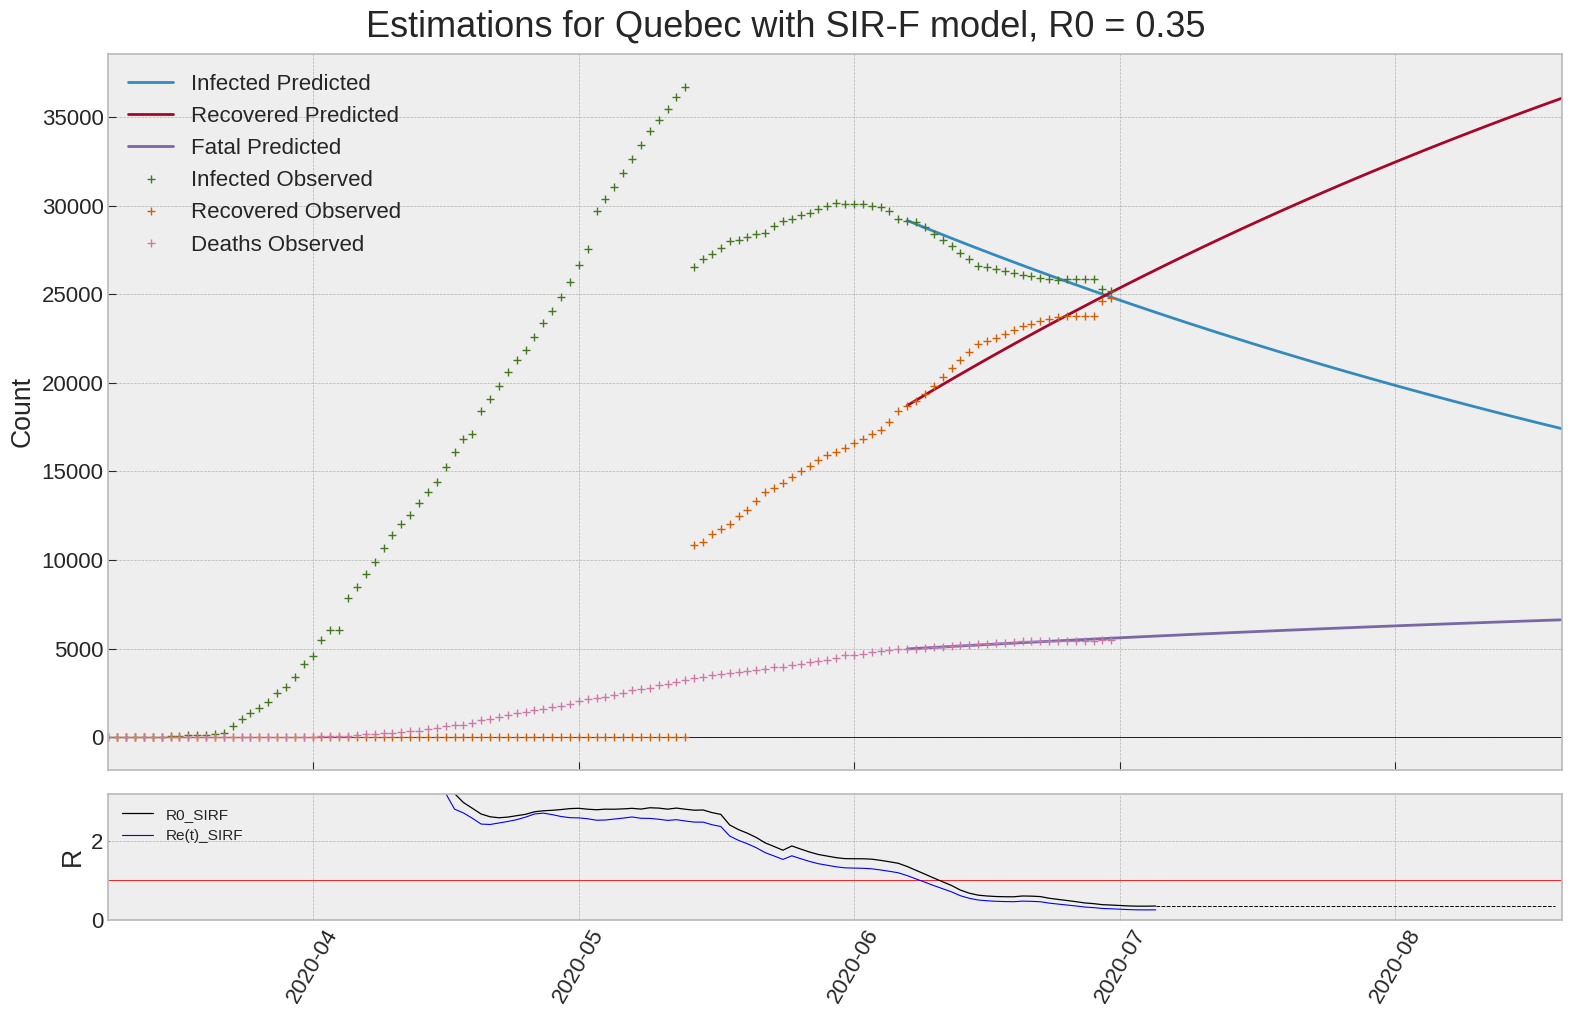 Estimations for Quebec with SIR-F model, R0 = 0.35
Infected Predicted
Recovered Predicted
Fatal Predicted
Infected Observed
Recovered Observed
Deaths Observed
Count
35000
30000
25000
20000
15000
10000
5000
0
R0_SIRF
Re(t)_SIRF
R
2
0
2020-04
2020-05
2020-06
2020-07
2020-08